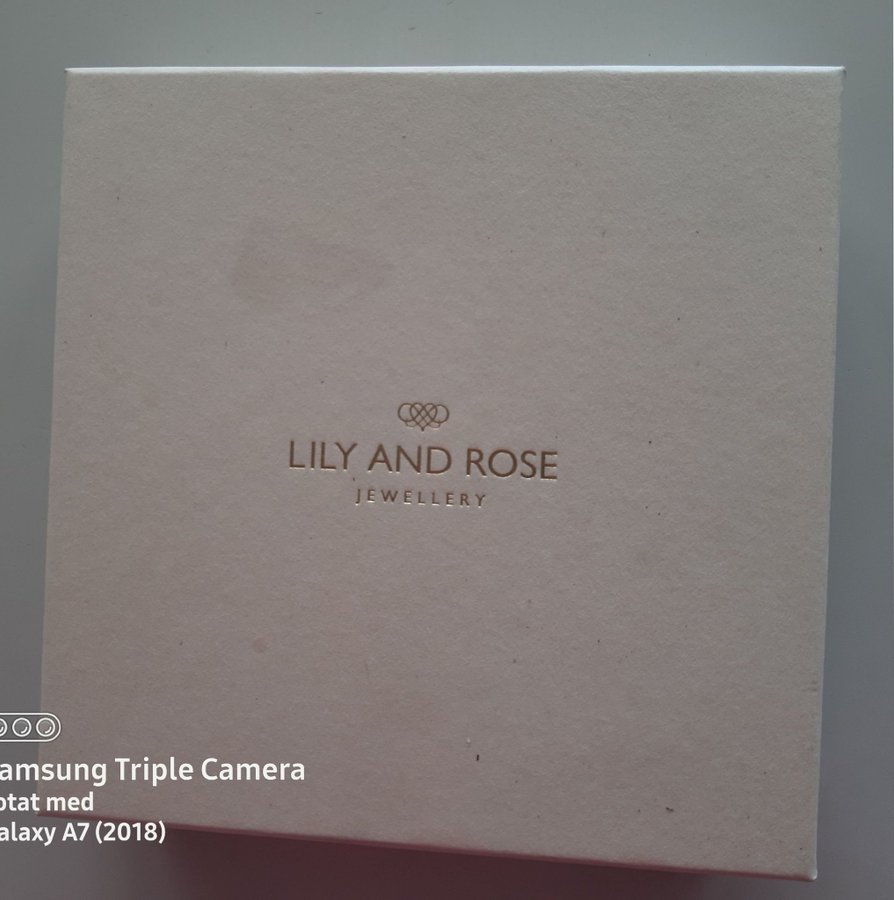 LILY AND ROSE
JEWELLERY
amsung Triple Camera
otat med
alaxy A7 (2018)